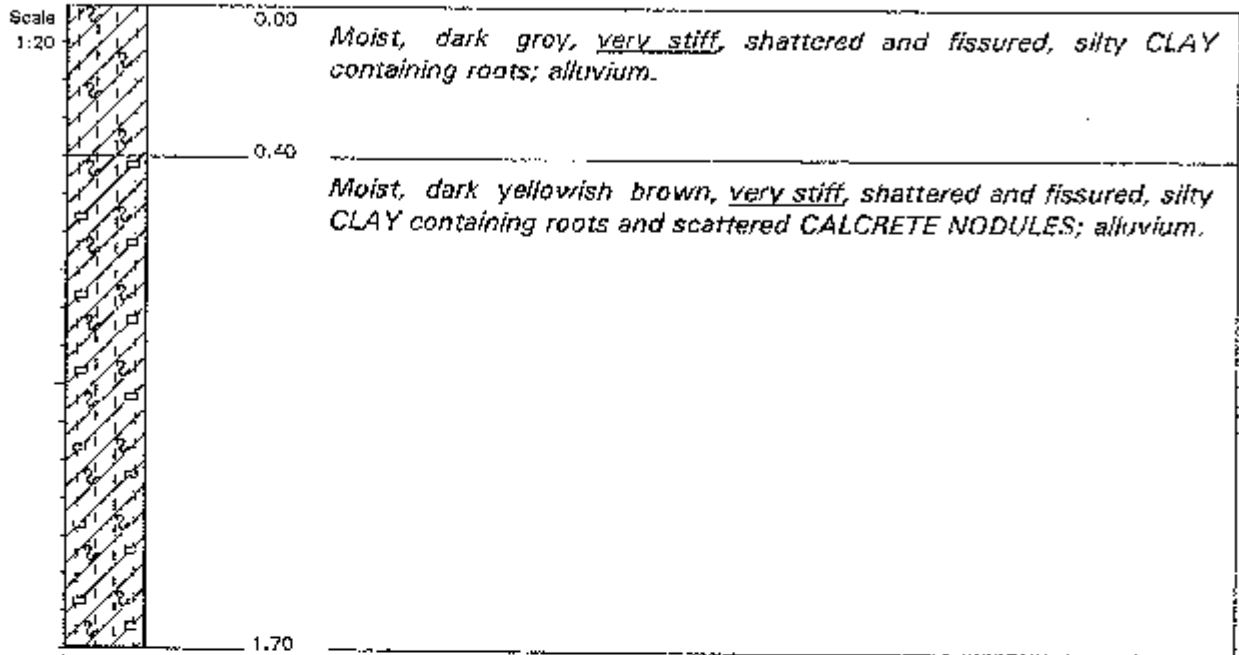 Scale
1:20
0.00
Moist, dark grey, very stiff, shattered and fissured, silty CLAY
containing roots; alluvium.
0.40
Moist, dark yellowish brown, very stiff, shattered and fissured, silty
CLAY containing roots and scattered CALCRETE NODULES; alluvium.
1.70